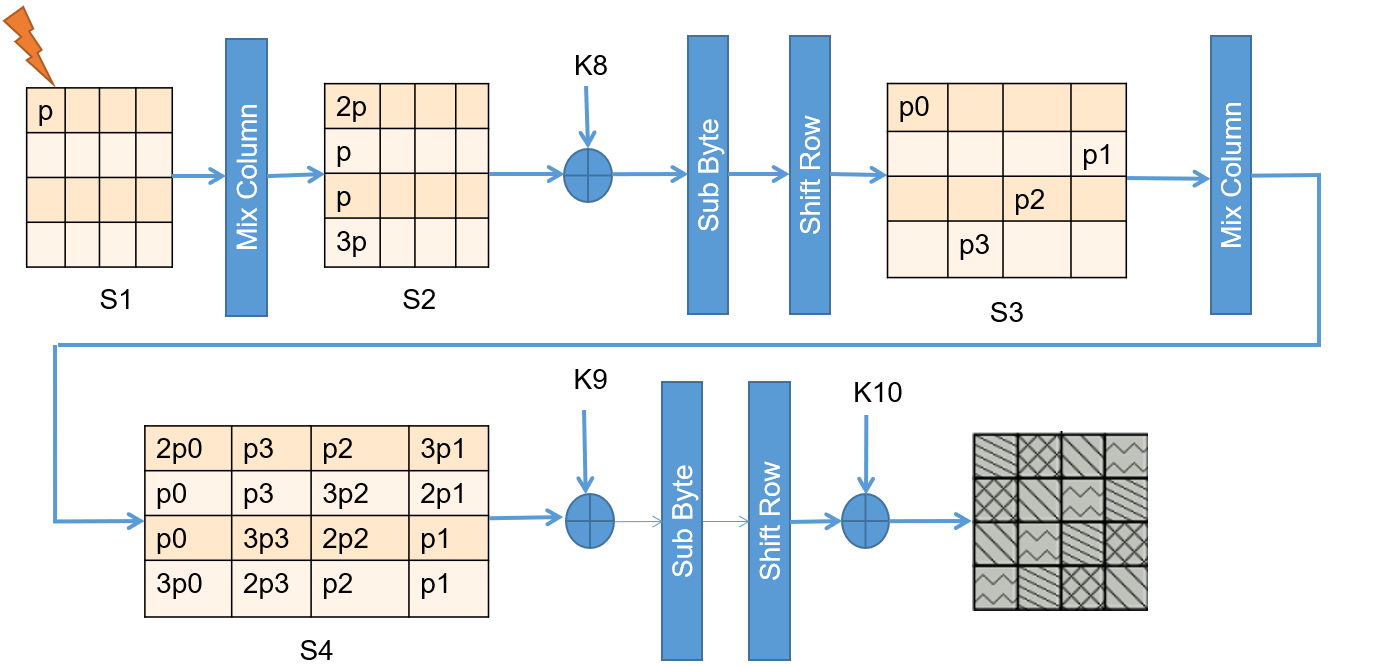 K8
p
Mix Column
2p
p
p
3p
Sub Byte
Shift Row
p0
p1
p2
p3
Mix Column
S1
S2
S3
K9
K10
2p0 p3 p2 3p1
p0 p3 3p2 2p1
p0 3p3 2p2 p1
3p0 2p3 p2 p1
Sub Byte
Shift Row
S4